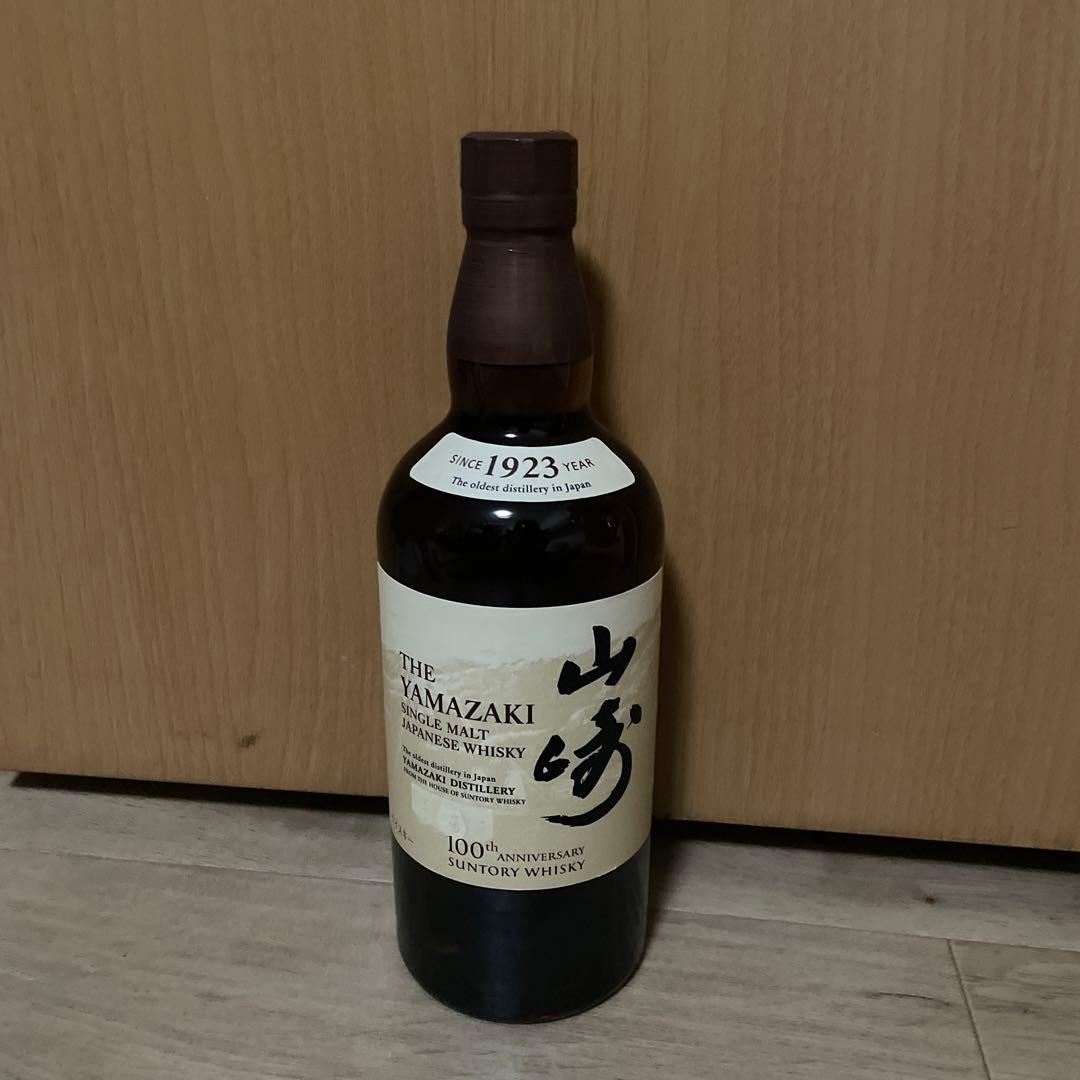 SINCE 1923 YEAR
The oldest distillery in Japan
THE
YAMAZAKI
SINGLE MALT
JAPANESE WHISKY
山崎
The oldest distillery in Japan
YAMAZAKI DISTILLERY
FROM THE HOUSE OF SUNTORY WHISKY
100th ANNIVERSARY
SUNTORY WHISKY